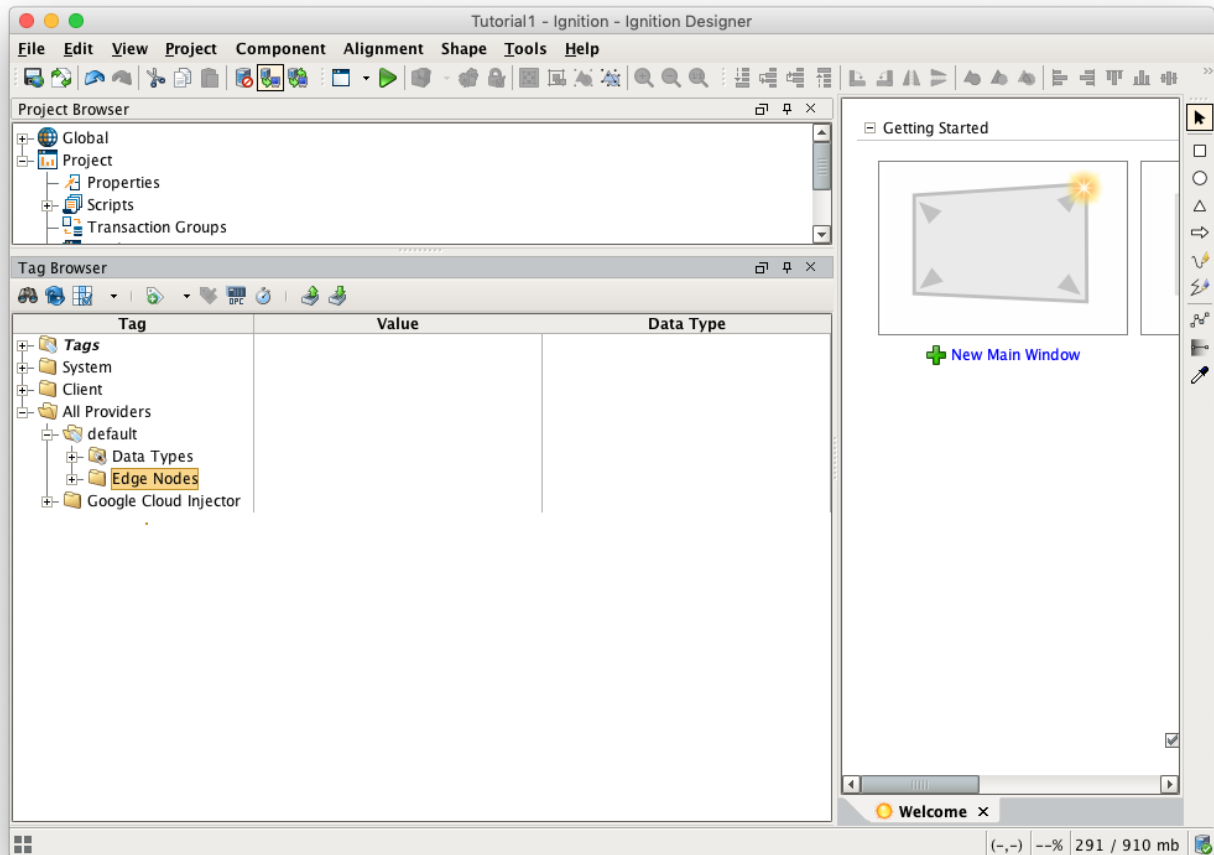 Tutorial1 - Ignition - Ignition Designer
File Edit View Project Component Alignment Shape Tools Help
Project Browser
Global
Project
Properties
Scripts
Transaction Groups
Tag Browser
OPC
Tag Value Data Type
Tags
System
Client
All Providers
default
Data Types
Edge Nodes
Google Cloud Injector
Getting Started
New Main Window
Welcome
(-,-) --% 291 / 910 mb